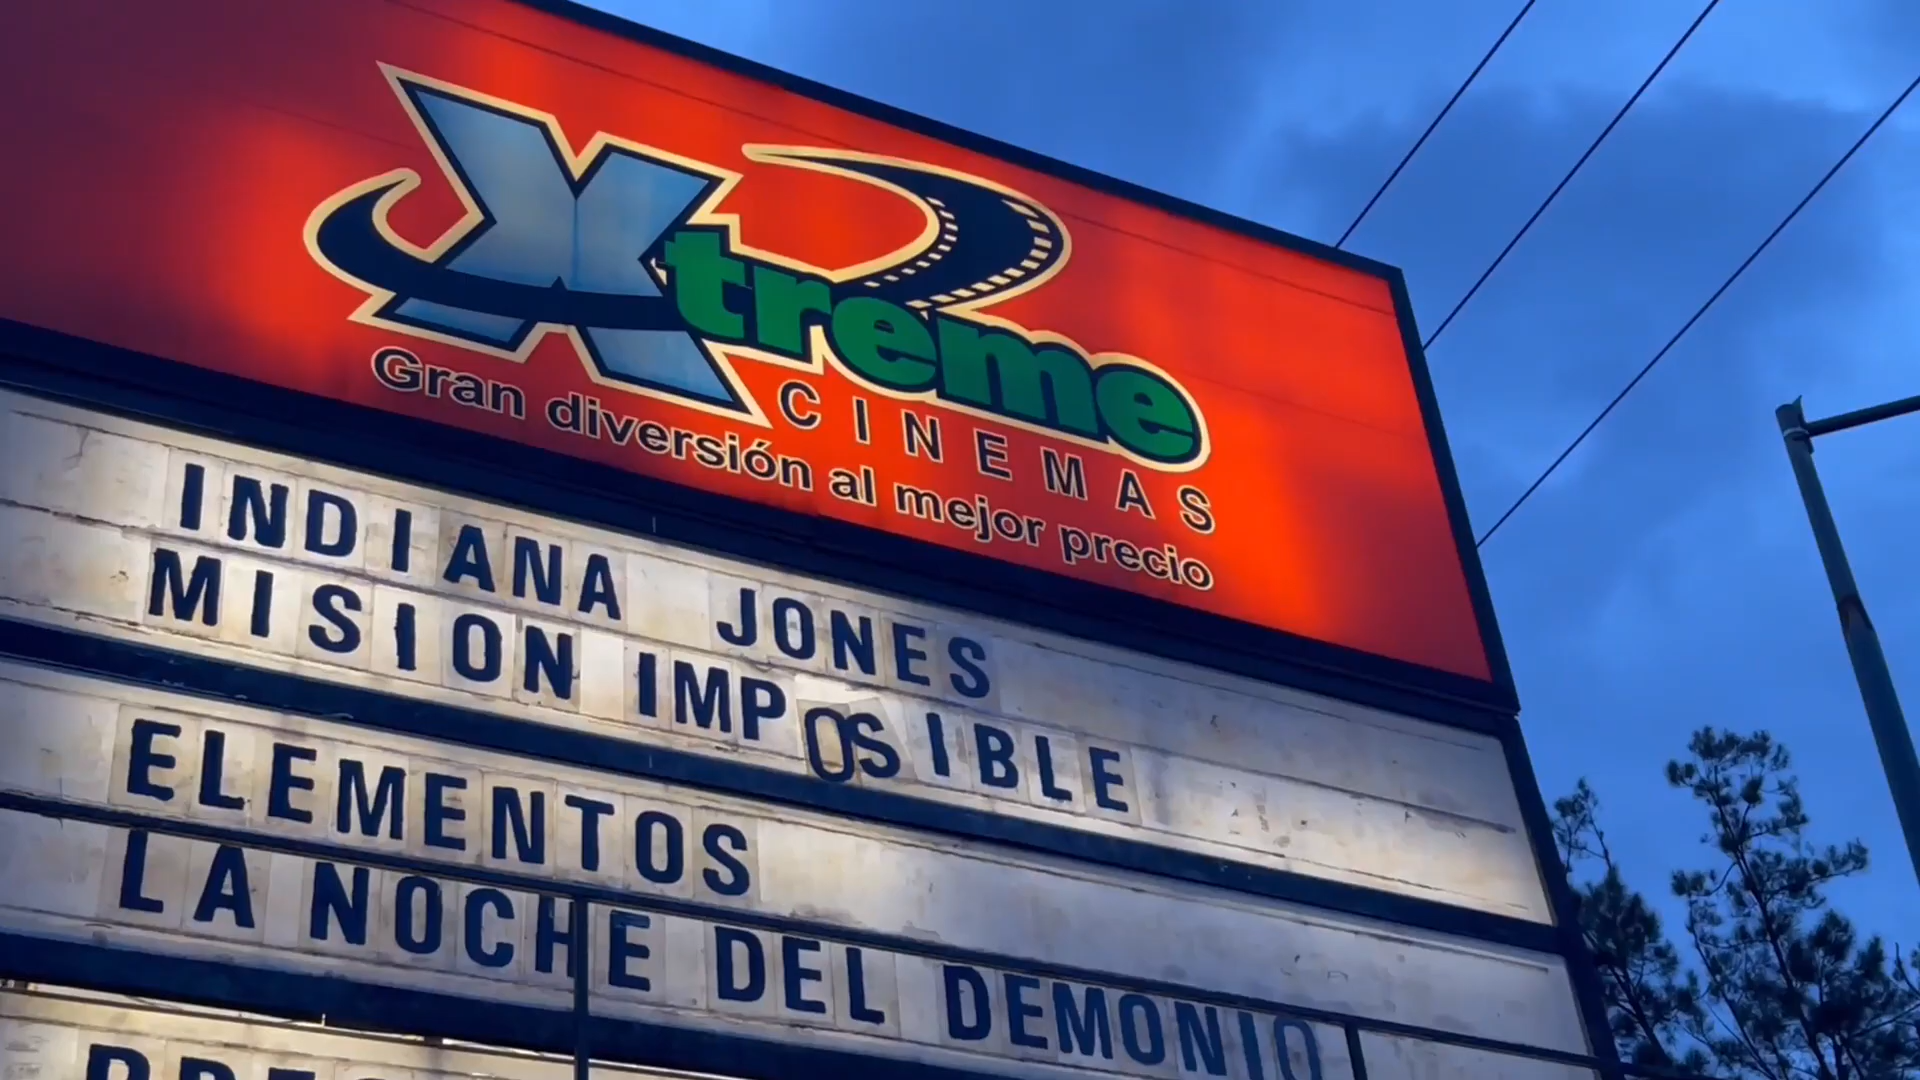 Xtreme
CINEMAS
Gran diversión al mejor precio
INDIANA JONES
MISION IMPOSIBLE
ELEMENTOS
LA NOCHE DEL DEMONIO